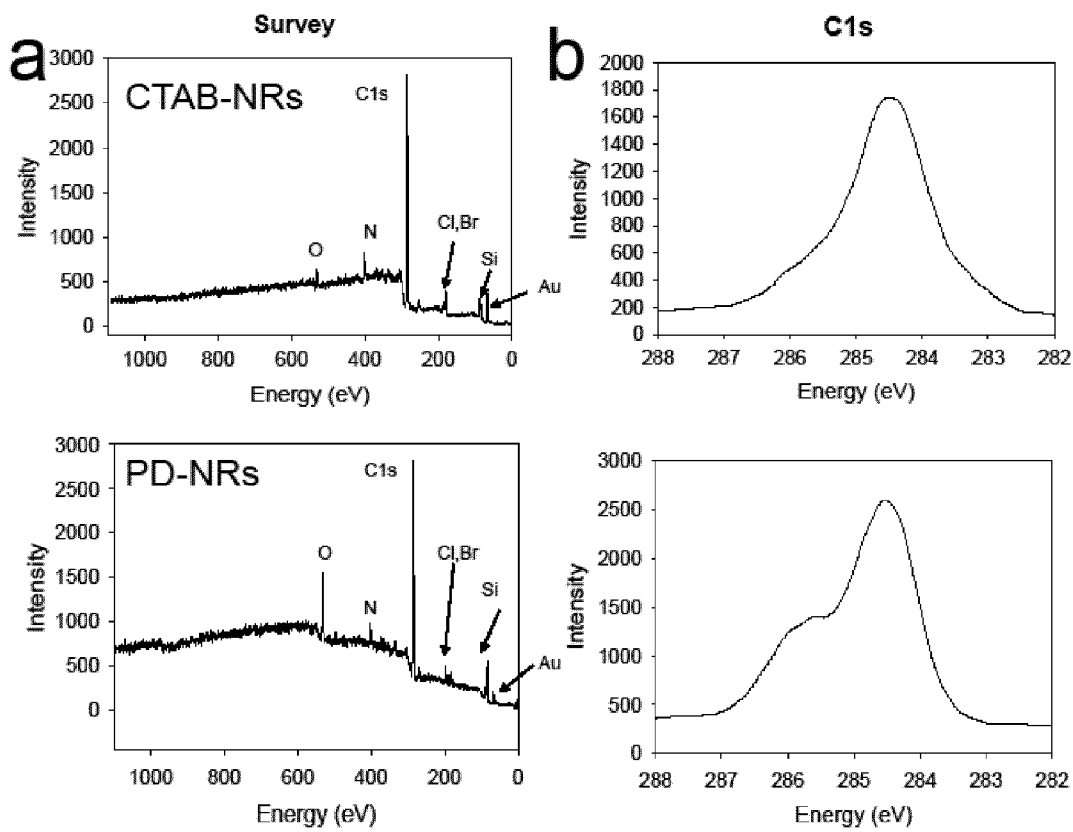 a
Survey
CTAB-NRs
C1s
O
N
Cl,Br
Si
Au
Intensity
3000
2500
2000
1500
1000
500
0
1000 800 600 400 200 0
Energy (eV)
b
C1s
Intensity
2000
1800
1600
1400
1200
1000
800
600
400
200
0
288 287 286 285 284 283 282
Energy (eV)
PD-NRs
C1s
O
N
Cl,Br
Si
Au
Intensity
3000
2500
2000
1500
1000
500
0
1000 800 600 400 200 0
Energy (eV)
Intensity
3000
2500
2000
1500
1000
500
0
288 287 286 285 284 283 282
Energy (eV)